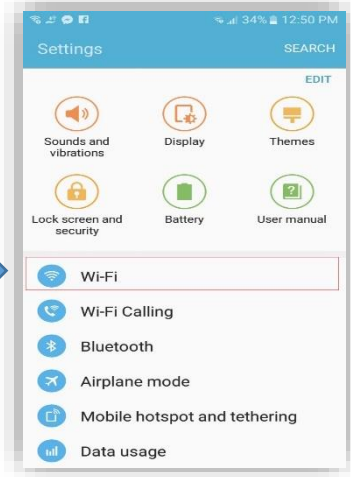 34% 12:50 PM
Settings SEARCH
EDIT
Sounds and vibrations
Display
Themes
Lock screen and security
Battery
User manual
Wi-Fi
Wi-Fi Calling
Bluetooth
Airplane mode
Mobile hotspot and tethering
Data usage